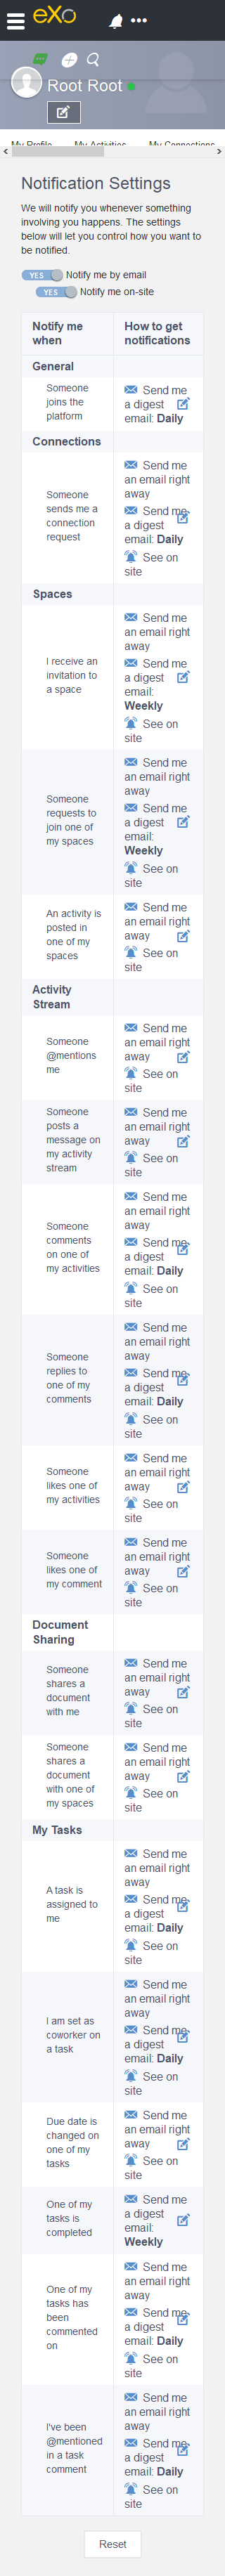 eXo
Root Root
My Profile My Activities My Connections
Notification Settings
We will notify you whenever something
involving you happens. The settings
below will let you control how you want to
be notified.
YES Notify me by email
YES Notify me on-site
Notify me
when
How to get
notifications
General
Someone
joins the
platform
Send me
a digest
email: Daily
Connections
Someone
sends me a
connection
request
Send me
an email right
away
Send me
a digest
email: Daily
See on
site
Spaces
I receive an
invitation to
a space
Send me
an email right
away
Send me
a digest
email:
Weekly
See on
site
Someone
requests to
join one of
my spaces
Send me
an email right
away
Send me
a digest
email:
Weekly
See on
site
An activity is
posted in
one of my
spaces
Send me
an email right
away
See on
site
Activity
Stream
Someone
@mentions
me
Send me
an email right
away
See on
site
Someone
posts a
message on
my activity
stream
Send me
an email right
away
See on
site
Someone
comments
on one of
my activities
Send me
an email right
away
Send me
a digest
email: Daily
See on
site
Someone
replies to
one of my
comments
Send me
an email right
away
Send me
a digest
email: Daily
See on
site
Someone
likes one of
my activities
Send me
an email right
away
See on
site
Someone
likes one of
my comment
Send me
an email right
away
See on
site
Document
Sharing
Someone
shares a
document
with me
Send me
an email right
away
See on
site
Someone
shares a
document
with one of
my spaces
Send me
an email right
away
See on
site
My Tasks
A task is
assigned to
me
Send me
an email right
away
Send me
a digest
email: Daily
See on
site
I am set as
coworker on
a task
Send me
an email right
away
Send me
a digest
email: Daily
See on
site
Due date is
changed on
one of my
tasks
Send me
an email right
away
See on
site
One of my
tasks is
completed
Send me
a digest
email:
Weekly
One of my
tasks has
been
commented
on
Send me
an email right
away
Send me
a digest
email: Daily
See on
site
I've been
@mentioned
in a task
comment
Send me
an email right
away
Send me
a digest
email: Daily
See on
site
Reset